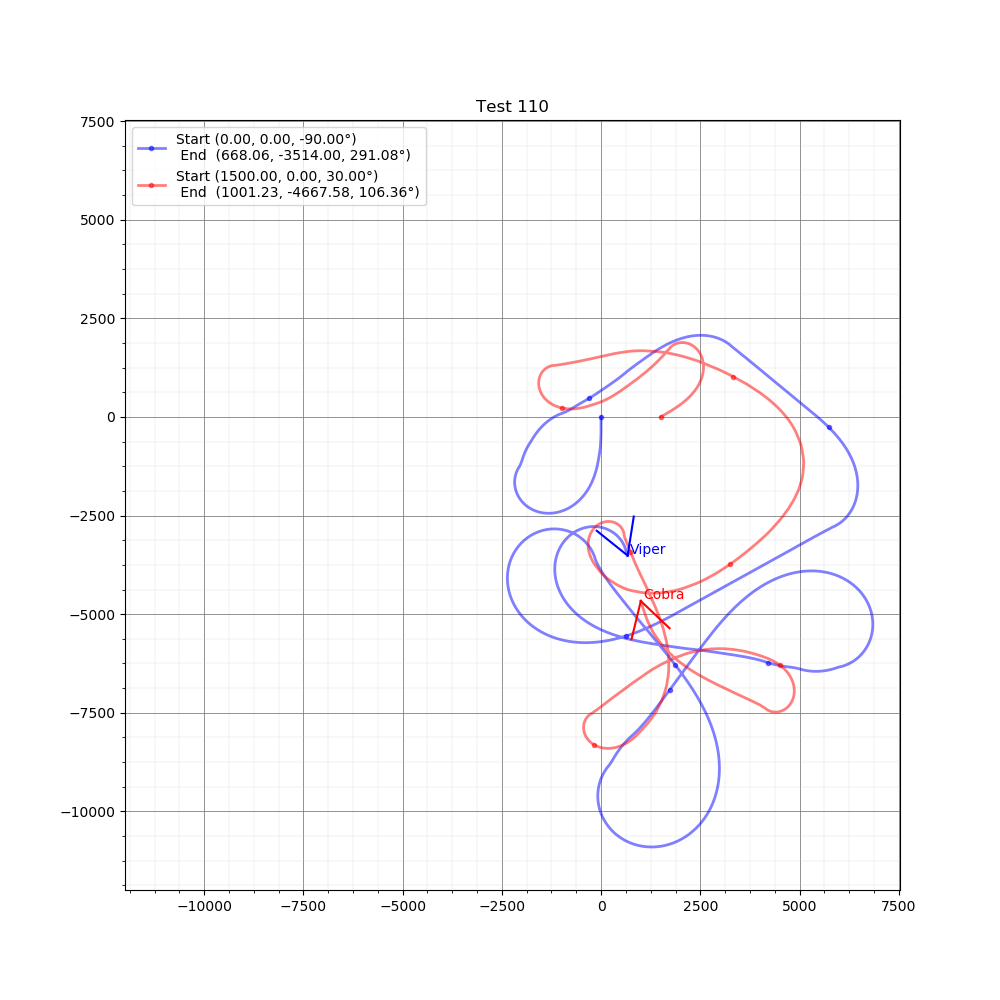 Test 110
Start (0.00, 0.00, -90.00°)
End (668.06, -3514.00, 291.08°)
Start (1500.00, 0.00, 30.00°)
End (1001.23, -4667.58, 106.36°)
7500
5000
2500
0
−2500
−5000
−7500
−10000
Viper
Cobra
−10000 −7500 −5000 −2500 0 2500 5000 7500